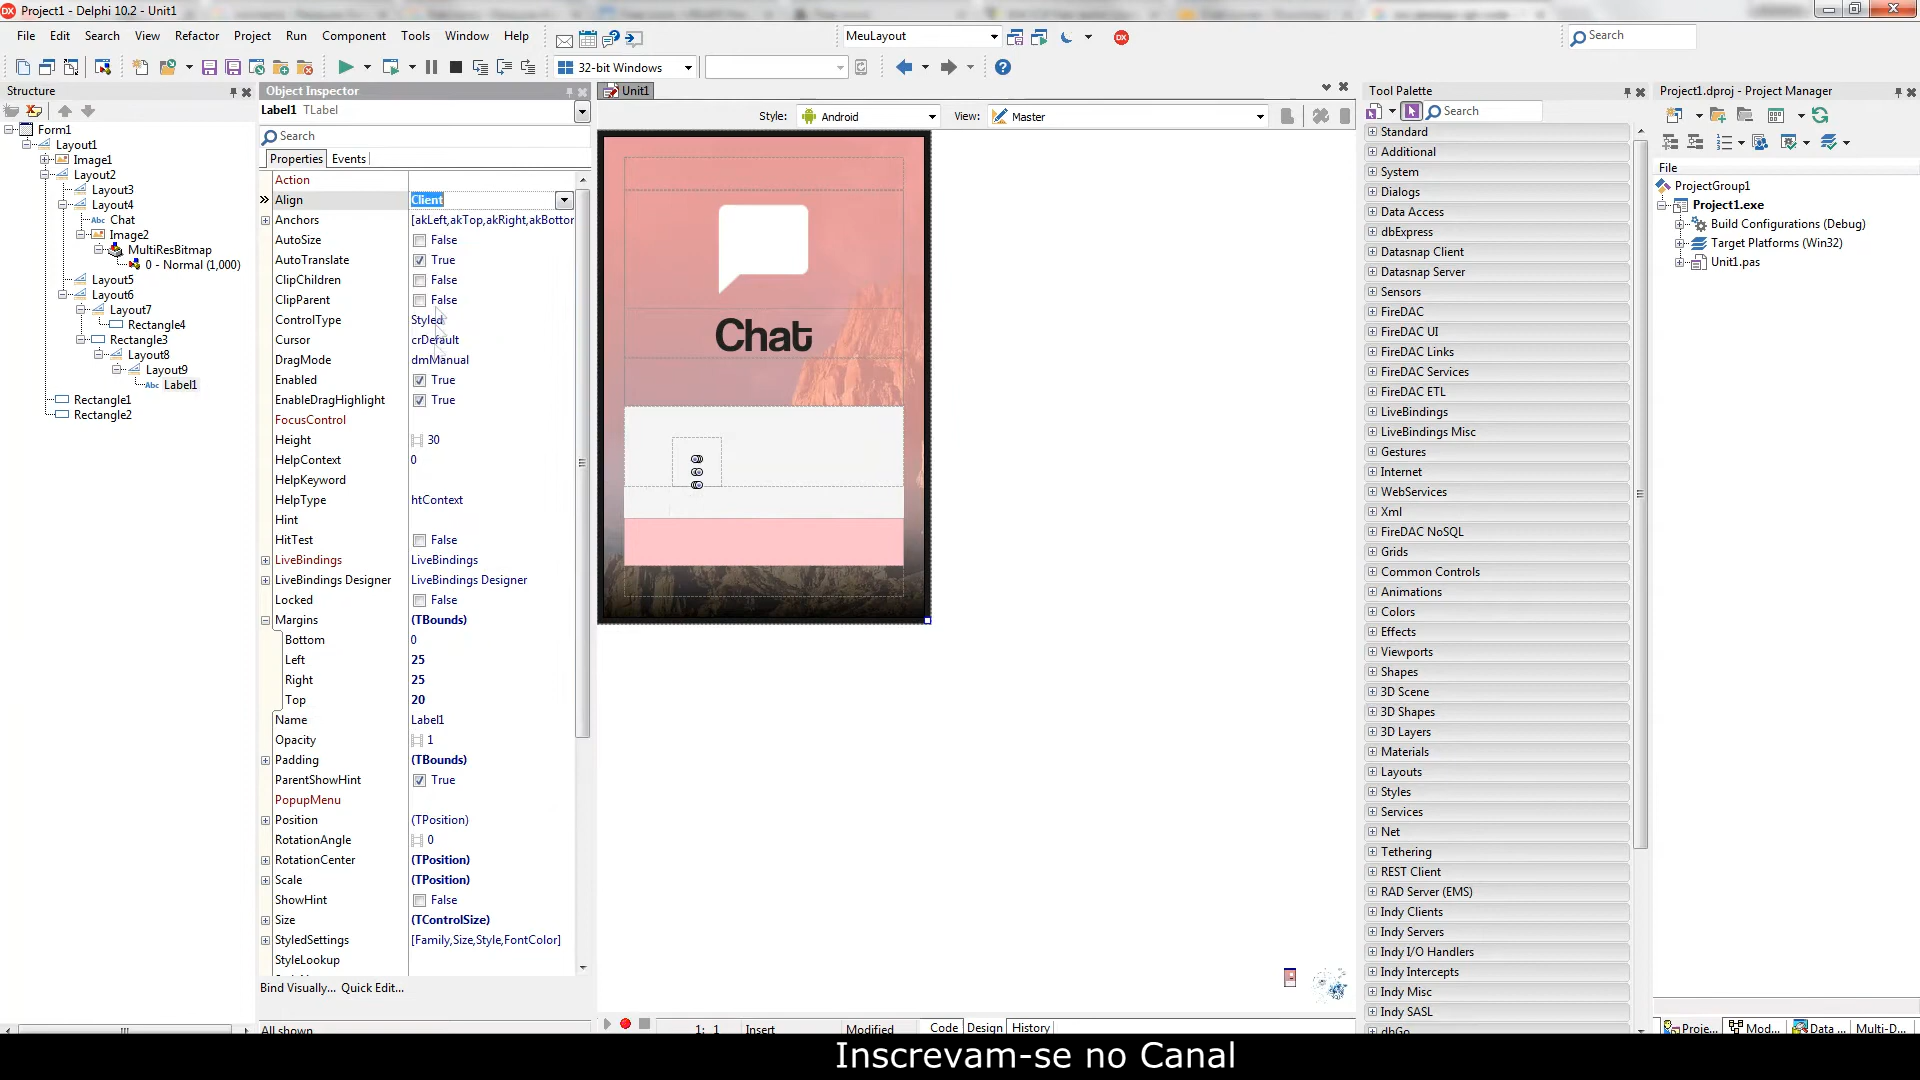 Project1 - Delphi 10.2 - Unit1
File Edit Search View Refactor Project Run Component Tools Window Help
MeuLayout
Search
32-bit Windows
Structure
Form1
Layout1
Image1
Layout2
Layout3
Layout4
Abc Chat
Image2
MultiResBitmap
0 - Normal (1,000)
Layout5
Layout6
Layout7
Rectangle4
Rectangle3
Layout8
Layout9
Abc Label1
Rectangle1
Rectangle2
Object Inspector
Label1 TLabel
Search
Properties Events
Action
Align Client
Anchors [akLeft,akTop,akRight,akBottor
AutoSize False
AutoTranslate True
ClipChildren False
ClipParent False
ControlType Styled
Cursor crDefault
DragMode dmManual
Enabled True
EnableDragHighlight True
FocusControl
Height 30
HelpContext 0
HelpKeyword
HelpType htContext
Hint
HitTest False
LiveBindings LiveBindings
LiveBindings Designer LiveBindings Designer
Locked False
Margins (TBounds)
Bottom 0
Left 25
Right 25
Top 20
Name Label1
Opacity 1
Padding (TBounds)
ParentShowHint True
PopupMenu
Position (TPosition)
RotationAngle 0
RotationCenter (TPosition)
Scale (TPosition)
ShowHint False
Size (TControlSize)
StyledSettings [Family,Size,Style,FontColor]
StyleLookup
Bind Visually... Quick Edit...
All shown
Unit1
Style: Android View: Master
Chat
1: 1 Insert Modified Code Design History
Tool Palette
Search
Standard
Additional
System
Dialogs
Data Access
dbExpress
Datasnap Client
Datasnap Server
Sensors
FireDAC
FireDAC UI
FireDAC Links
FireDAC Services
FireDAC ETL
LiveBindings
LiveBindings Misc
Gestures
Internet
WebServices
Xml
FireDAC NoSQL
Grids
Common Controls
Animations
Colors
Effects
Viewports
Shapes
3D Scene
3D Shapes
3D Layers
Materials
Layouts
Styles
Services
Net
Tethering
REST Client
RAD Server (EMS)
Indy Clients
Indy Servers
Indy I/O Handlers
Indy Intercepts
Indy Misc
Indy SASL
dbGo
Project1.dproj - Project Manager
File
ProjectGroup1
Project1.exe
Build Configurations (Debug)
Target Platforms (Win32)
Unit1.pas
Proje... Mod... Data ... Multi-D...
Inscrevam-se no Canal